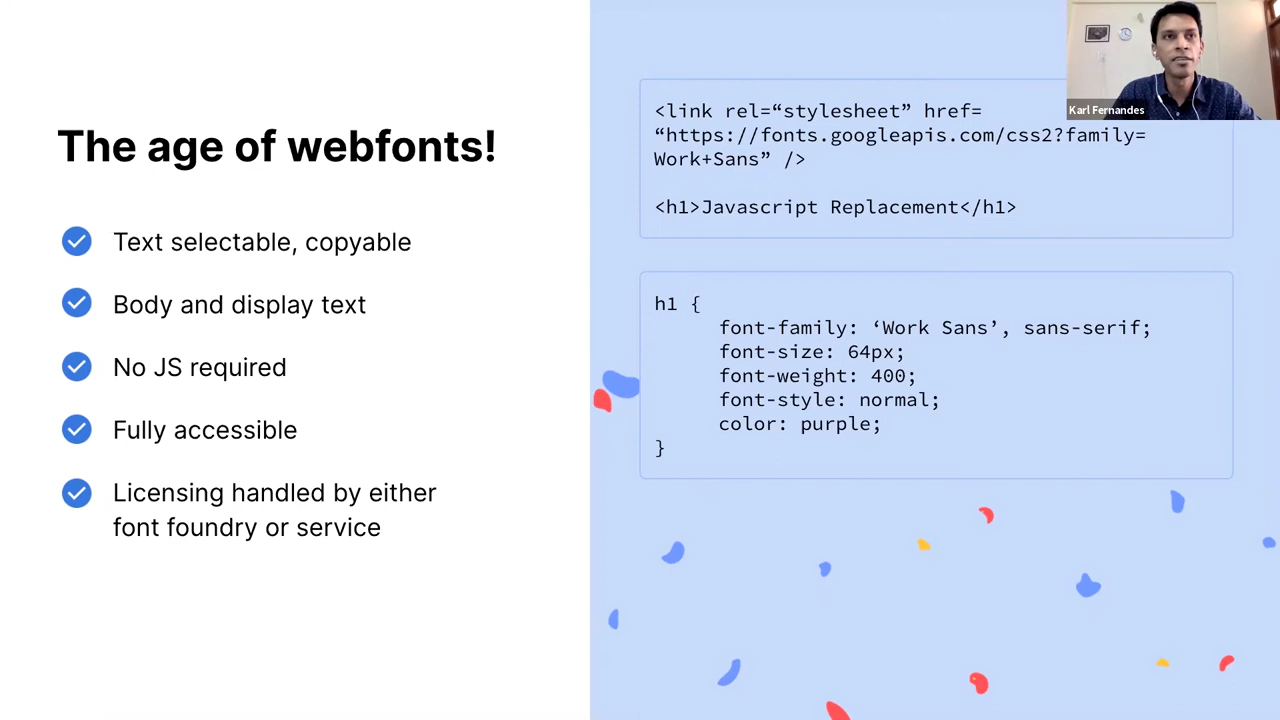 The age of webfonts!
Text selectable, copyable
Body and display text
No JS required
Fully accessible
Licensing handled by either
font foundry or service
<link rel=“stylesheet” href=
“https://fonts.googleapis.com/css2?family=
Work+Sans” />
<h1>Javascript Replacement</h1>
h1 {
font-family: ‘Work Sans’, sans-serif;
font-size: 64px;
font-weight: 400;
font-style: normal;
color: purple;
}
Karl Fernandes